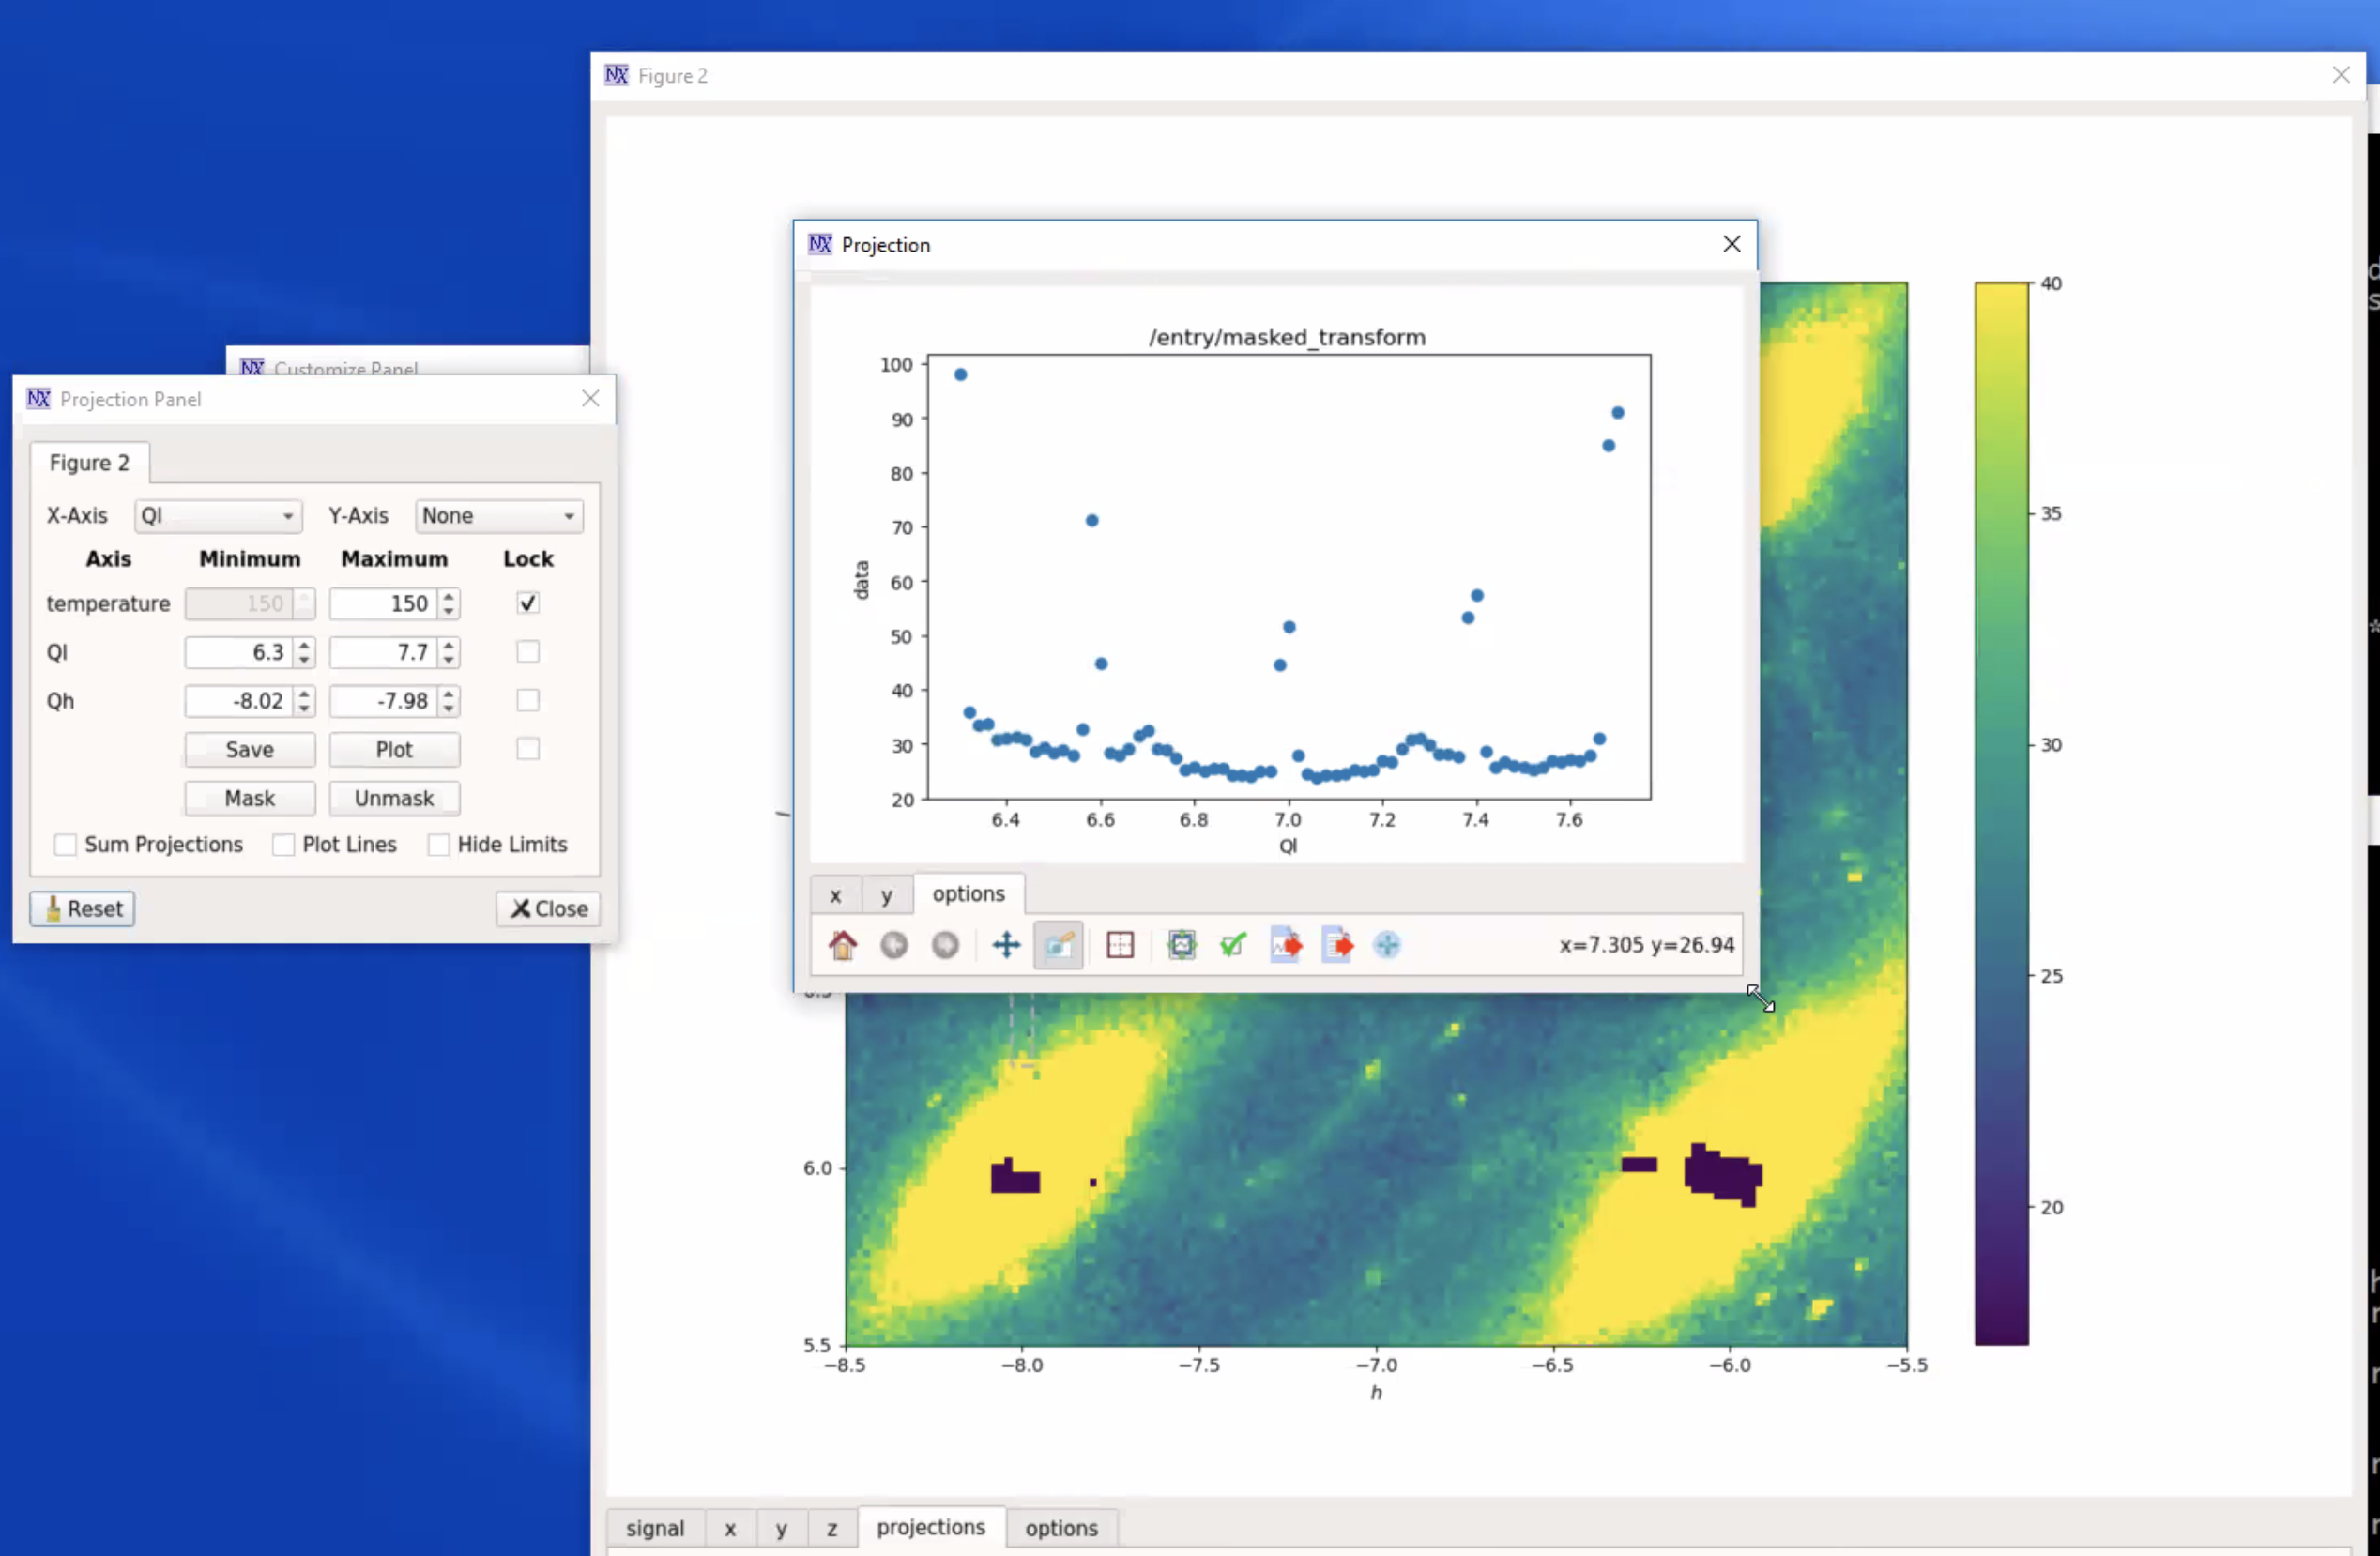 NX Figure 2
NX Projection
/entry/masked_transform
100
90
80
70
60
50
40
30
20
data
6.4 6.6 6.8 7.0 7.2 7.4 7.6
Ql
x y options
x=7.305 y=26.94
NX Customize Panel
NX Projection Panel
Figure 2
X-Axis Ql Y-Axis None
Axis Minimum Maximum Lock
temperature 150 150
Ql 6.3 7.7
Qh -8.02 -7.98
Save Plot
Mask Unmask
Sum Projections Plot Lines Hide Limits
Reset Close
40
35
30
25
20
l
6.0
5.5
−8.5 −8.0 −7.5 −7.0 −6.5 −6.0 −5.5
h
signal x y z projections options